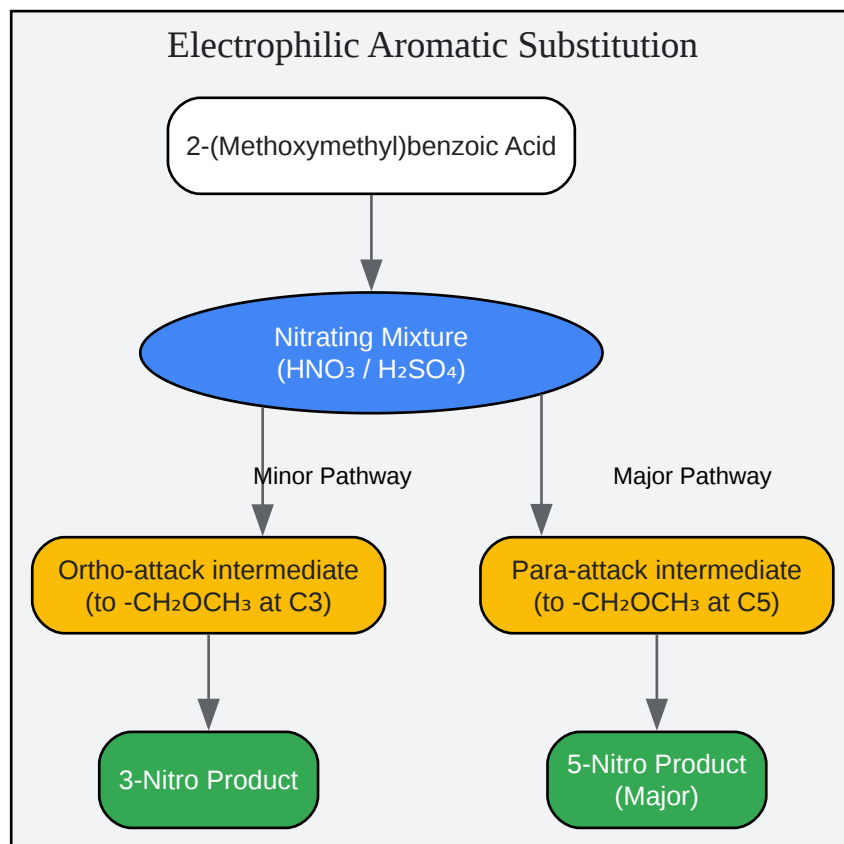 Electrophilic Aromatic Substitution
2-(Methoxymethyl)benzoic Acid
Nitrating Mixture
(HNO₃ / H₂SO₄)
Minor Pathway
Major Pathway
Ortho-attack intermediate
(to -CH₂OCH₃ at C3)
Para-attack intermediate
(to -CH₂OCH₃ at C5)
3-Nitro Product
5-Nitro Product
(Major)